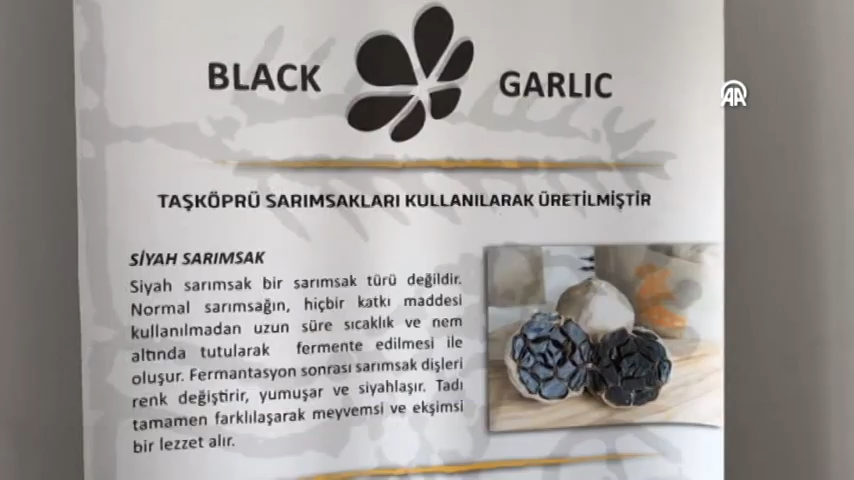 BLACK GARLIC
AA
TAŞKÖPRÜ SARIMSAKLARI KULLANILARAK ÜRETİLMİŞTİR
SİYAH SARIMSAK
Siyah sarımsak bir sarımsak türü değildir.
Normal sarımsağın, hiçbir katkı maddesi
kullanılmadan uzun süre sıcaklık ve nem
altında tutularak fermente edilmesi ile
oluşur. Fermantasyon sonrası sarımsak dişleri
renk değiştirir, yumuşar ve siyahlaşır. Tadı
tamamen farklılaşarak meyvemsi ve ekşimsi
bir lezzet alır.